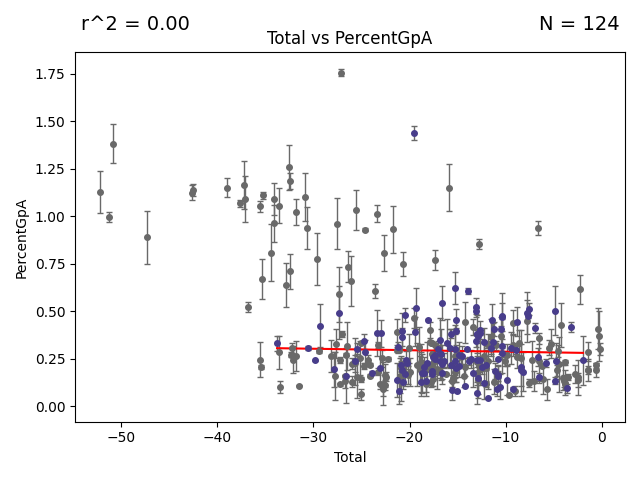 r^2 = 0.00
N = 124
Total vs PercentGpA
1.75
1.50
1.25
1.00
0.75
0.50
0.25
0.00
PercentGpA
−50
−40
−30
−20
−10
0
Total